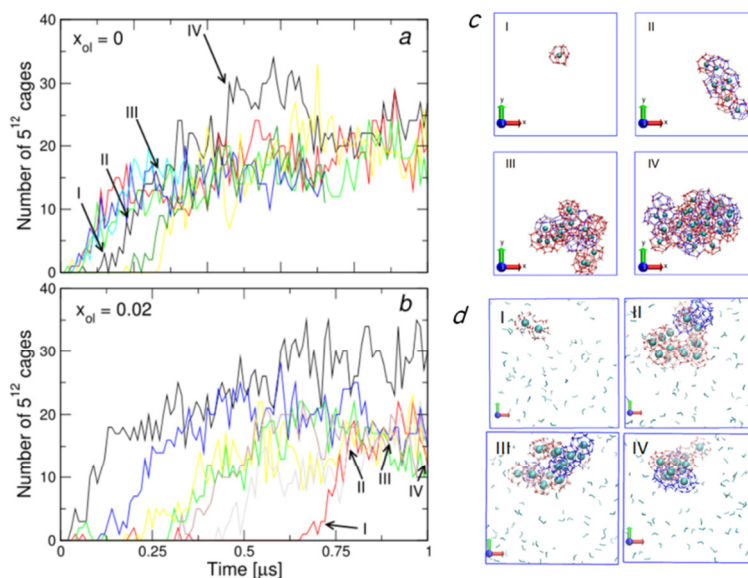 x_ol = 0
a
IV
III
II
I
Number of 5^12 cages
40
30
20
10
0
x_ol = 0.02
b
I
II
III
IV
Number of 5^12 cages
40
30
20
10
0
0
0.25
0.5
0.75
1
Time [μs]
c
I
y
x
II
y
x
III
y
x
IV
y
x
d
I
II
III
IV